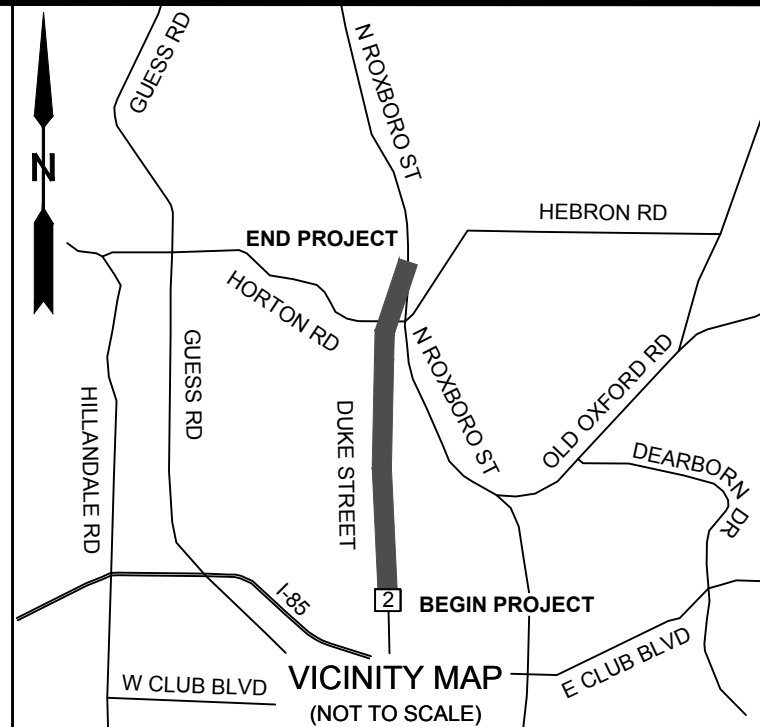 GUESS RD
N ROXBORO ST
N
HEBRON RD
END PROJECT
HORTON RD
GUESS RD
N ROXBORO ST
OLD OXFORD RD
HILLANDALE RD
DUKE STREET
DEARBORN DR
I-85
2
BEGIN PROJECT
VICINITY MAP
W CLUB BLVD
E CLUB BLVD
(NOT TO SCALE)